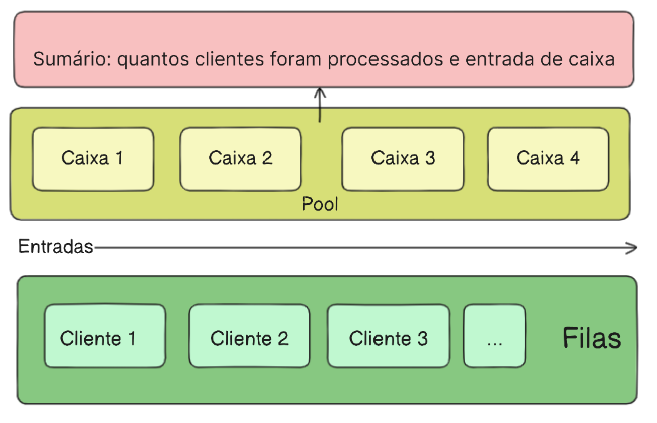 Sumário: quantos clientes foram processados e entrada de caixa
Caixa 1
Caixa 2
Caixa 3
Caixa 4
Pool
Entradas
Cliente 1
Cliente 2
Cliente 3
...
Filas